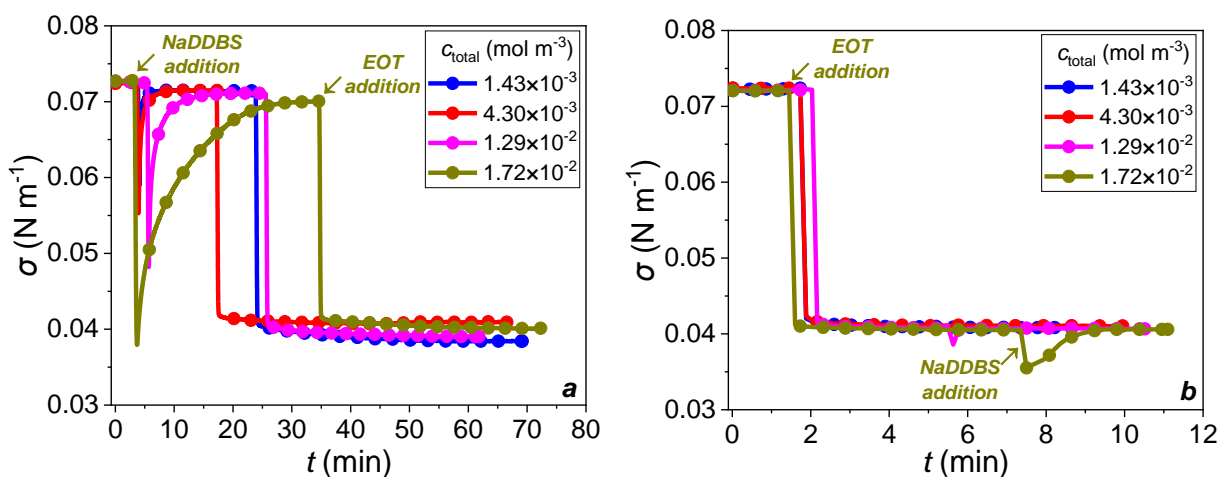 0.08
0.07
0.06
0.05
0.04
0.03
σ (N m⁻¹)
0 10 20 30 40 50 60 70 80
t (min)
NaDDBS
addition
EOT
addition
c_total (mol m⁻³)
1.43×10⁻³
4.30×10⁻³
1.29×10⁻²
1.72×10⁻²
a
0.08
0.07
0.06
0.05
0.04
0.03
σ (N m⁻¹)
0 2 4 6 8 10 12
t (min)
EOT
addition
NaDDBS
addition
c_total (mol m⁻³)
1.43×10⁻³
4.30×10⁻³
1.29×10⁻²
1.72×10⁻²
b